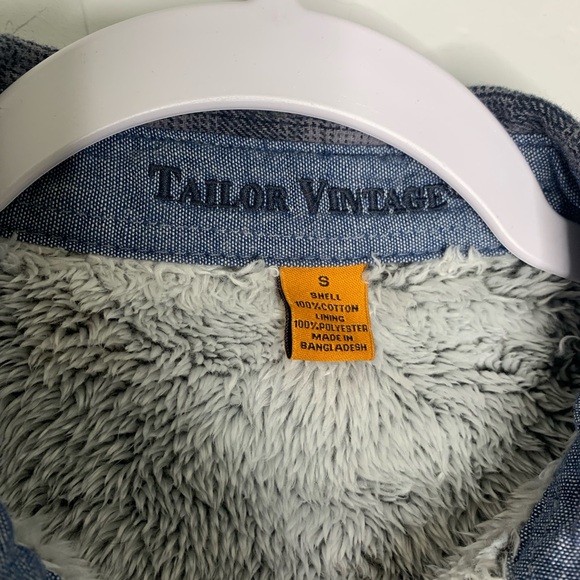 TAILOR VINTAGE
S
SHELL
100%COTTON
LINING
100%POLYESTER
MADE IN
BANGLADESH